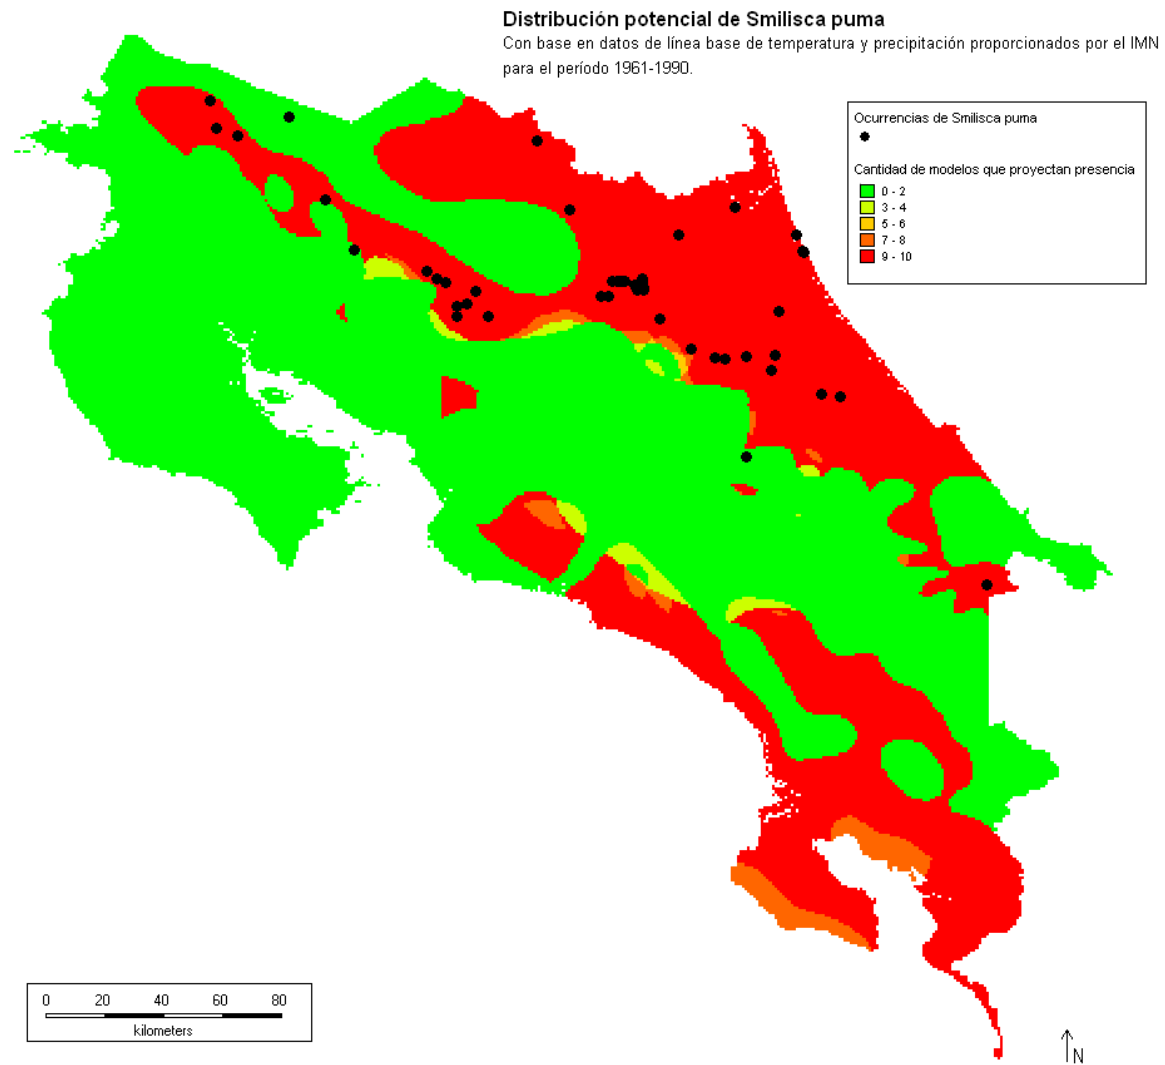 Distribución potencial de Smilisca puma
Con base en datos de línea base de temperatura y precipitación proporcionados por el IMN
para el período 1961-1990.
Ocurrencias de Smilisca puma
Cantidad de modelos que proyectan presencia
0 - 2
3 - 4
5 - 6
7 - 8
9 - 10
0 20 40 60 80
kilometers
N